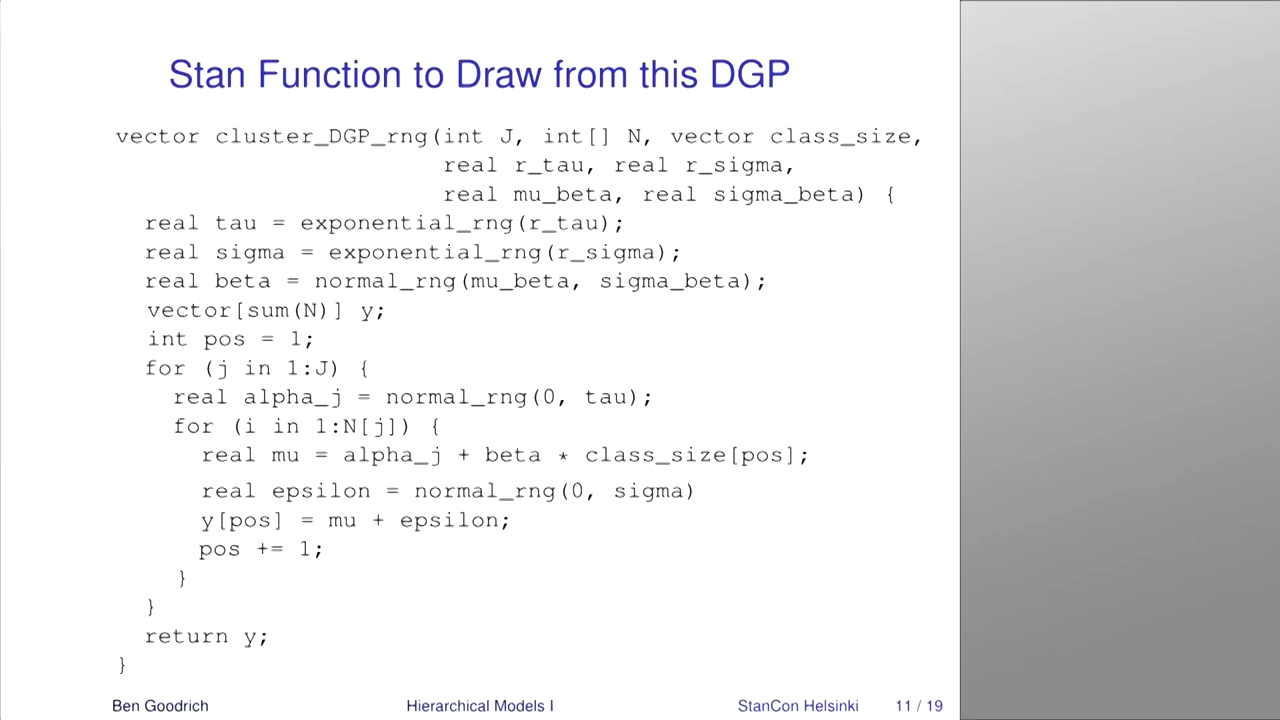 Stan Function to Draw from this DGP
vector cluster_DGP_rng(int J, int[] N, vector class_size,
real r_tau, real r_sigma,
real mu_beta, real sigma_beta) {
real tau = exponential_rng(r_tau);
real sigma = exponential_rng(r_sigma);
real beta = normal_rng(mu_beta, sigma_beta);
vector[sum(N)] y;
int pos = 1;
for (j in 1:J) {
real alpha_j = normal_rng(0, tau);
for (i in 1:N[j]) {
real mu = alpha_j + beta * class_size[pos];
real epsilon = normal_rng(0, sigma)
y[pos] = mu + epsilon;
pos += 1;
}
}
return y;
}
Ben Goodrich Hierarchical Models I StanCon Helsinki 11 / 19